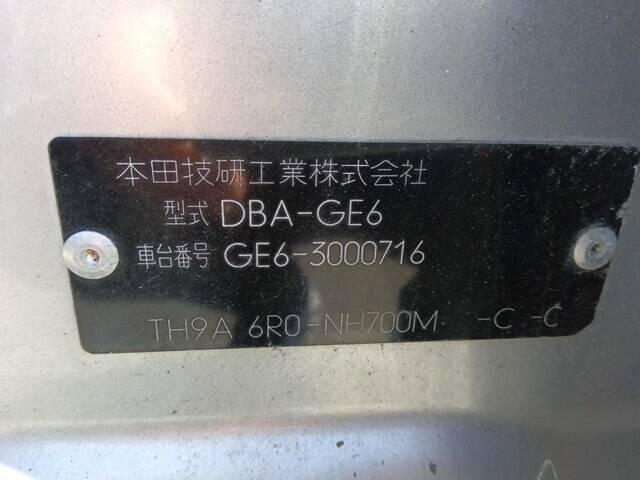 本田技研工業株式会社
型式 DBA-GE6
車台番号 GE6-3000716
TH9A 6R0-NH700M -C -C